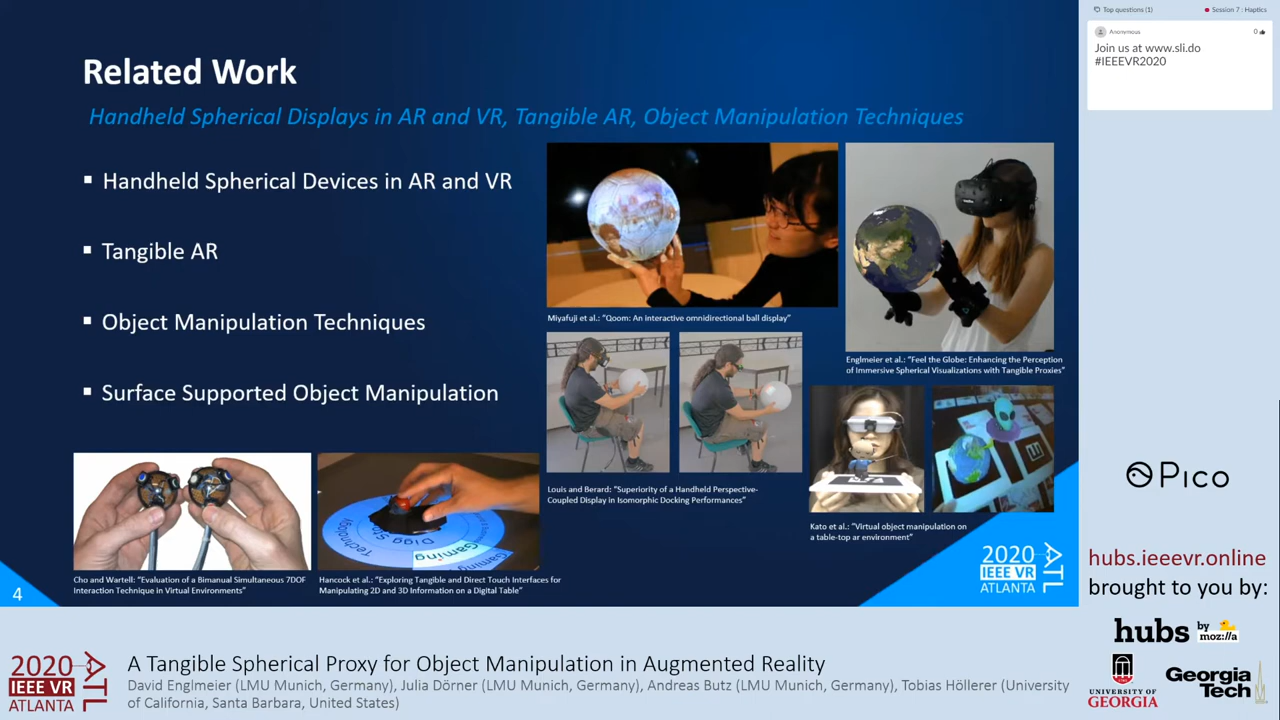 Related Work
Handheld Spherical Displays in AR and VR, Tangible AR, Object Manipulation Techniques
▪ Handheld Spherical Devices in AR and VR
▪ Tangible AR
▪ Object Manipulation Techniques
▪ Surface Supported Object Manipulation
Miyafuji et al.: "Qoom: An interactive omnidirectional ball display"
Englmeier et al.: "Feel the Globe: Enhancing the Perception
of Immersive Spherical Visualizations with Tangible Proxies"
Louis and Berard: "Superiority of a Handheld Perspective-
Coupled Display in Isomorphic Docking Performances"
Kato et al.: "Virtual object manipulation on
a table-top ar environment"
Cho and Wartell: "Evaluation of a Bimanual Simultaneous 7DOF
Interaction Technique in Virtual Environments"
Hancock et al.: "Exploring Tangible and Direct Touch Interfaces for
Manipulating 2D and 3D Information on a Digital Table"
Gaming
4
2020
IEEE VR
ATLANTA
ATL
Top questions (1)
Session 7 : Haptics
Anonymous
0
Join us at www.sli.do
#IEEEVR2020
Pico
hubs.ieeevr.online
brought to you by:
hubs by moz://a
UNIVERSITY OF
GEORGIA
Georgia
Tech
2020
IEEE VR
ATLANTA
ATL
A Tangible Spherical Proxy for Object Manipulation in Augmented Reality
David Englmeier (LMU Munich, Germany), Julia Dörner (LMU Munich, Germany), Andreas Butz (LMU Munich, Germany), Tobias Höllerer (University
of California, Santa Barbara, United States)